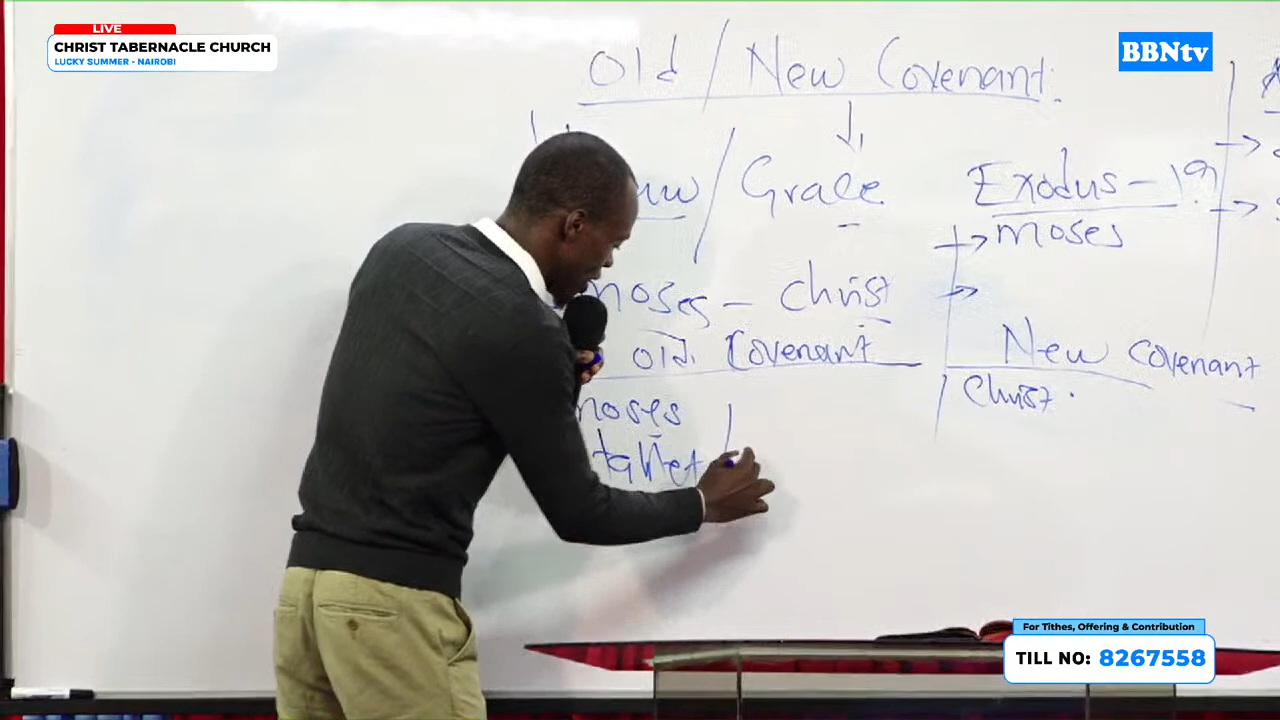 LIVE
CHRIST TABERNACLE CHURCH
LUCKY SUMMER - NAIROBI
BBNtv
Old / New Covenant.
/ Grace
Exodus - 19
→ moses
moses - Christ
→
old. Covenant
New Covenant
Christ.
moses
tablet
For Tithes, Offering & Contribution
TILL NO: 8267558